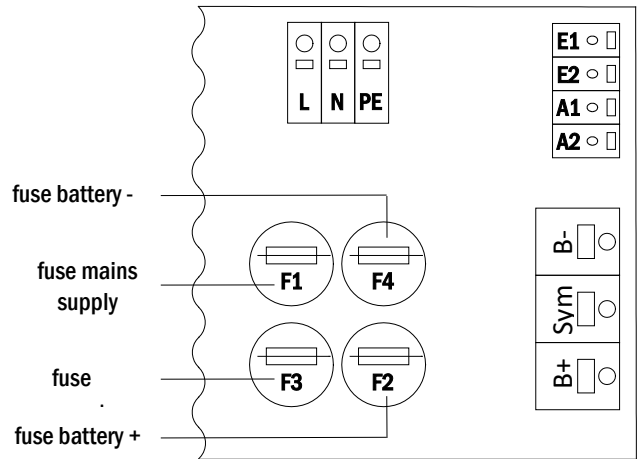 L N PE
E1
E2
A1
A2
fuse battery -
fuse mains
supply
F1 F4
B-
Sym
B+
fuse
.
F3 F2
fuse battery +